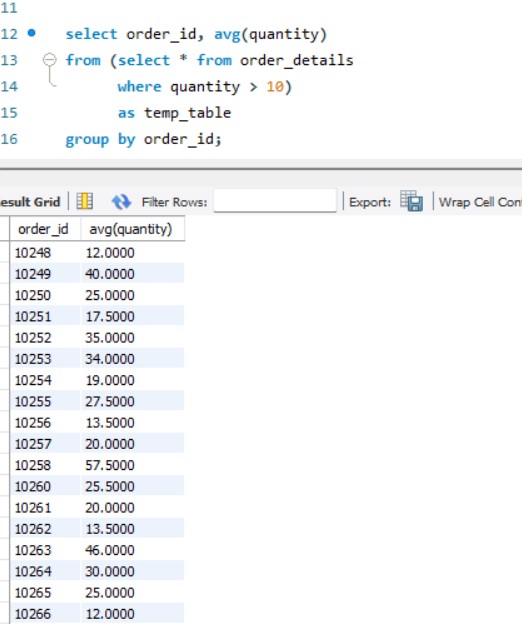 11
12 select order_id, avg(quantity)
13 from (select * from order_details
14 where quantity > 10)
15 as temp_table
16 group by order_id;
esult Grid Filter Rows: Export: Wrap Cell Con
order_id avg(quantity)
10248 12.0000
10249 40.0000
10250 25.0000
10251 17.5000
10252 35.0000
10253 34.0000
10254 19.0000
10255 27.5000
10256 13.5000
10257 20.0000
10258 57.5000
10260 25.5000
10261 20.0000
10262 13.5000
10263 46.0000
10264 30.0000
10265 25.0000
10266 12.0000